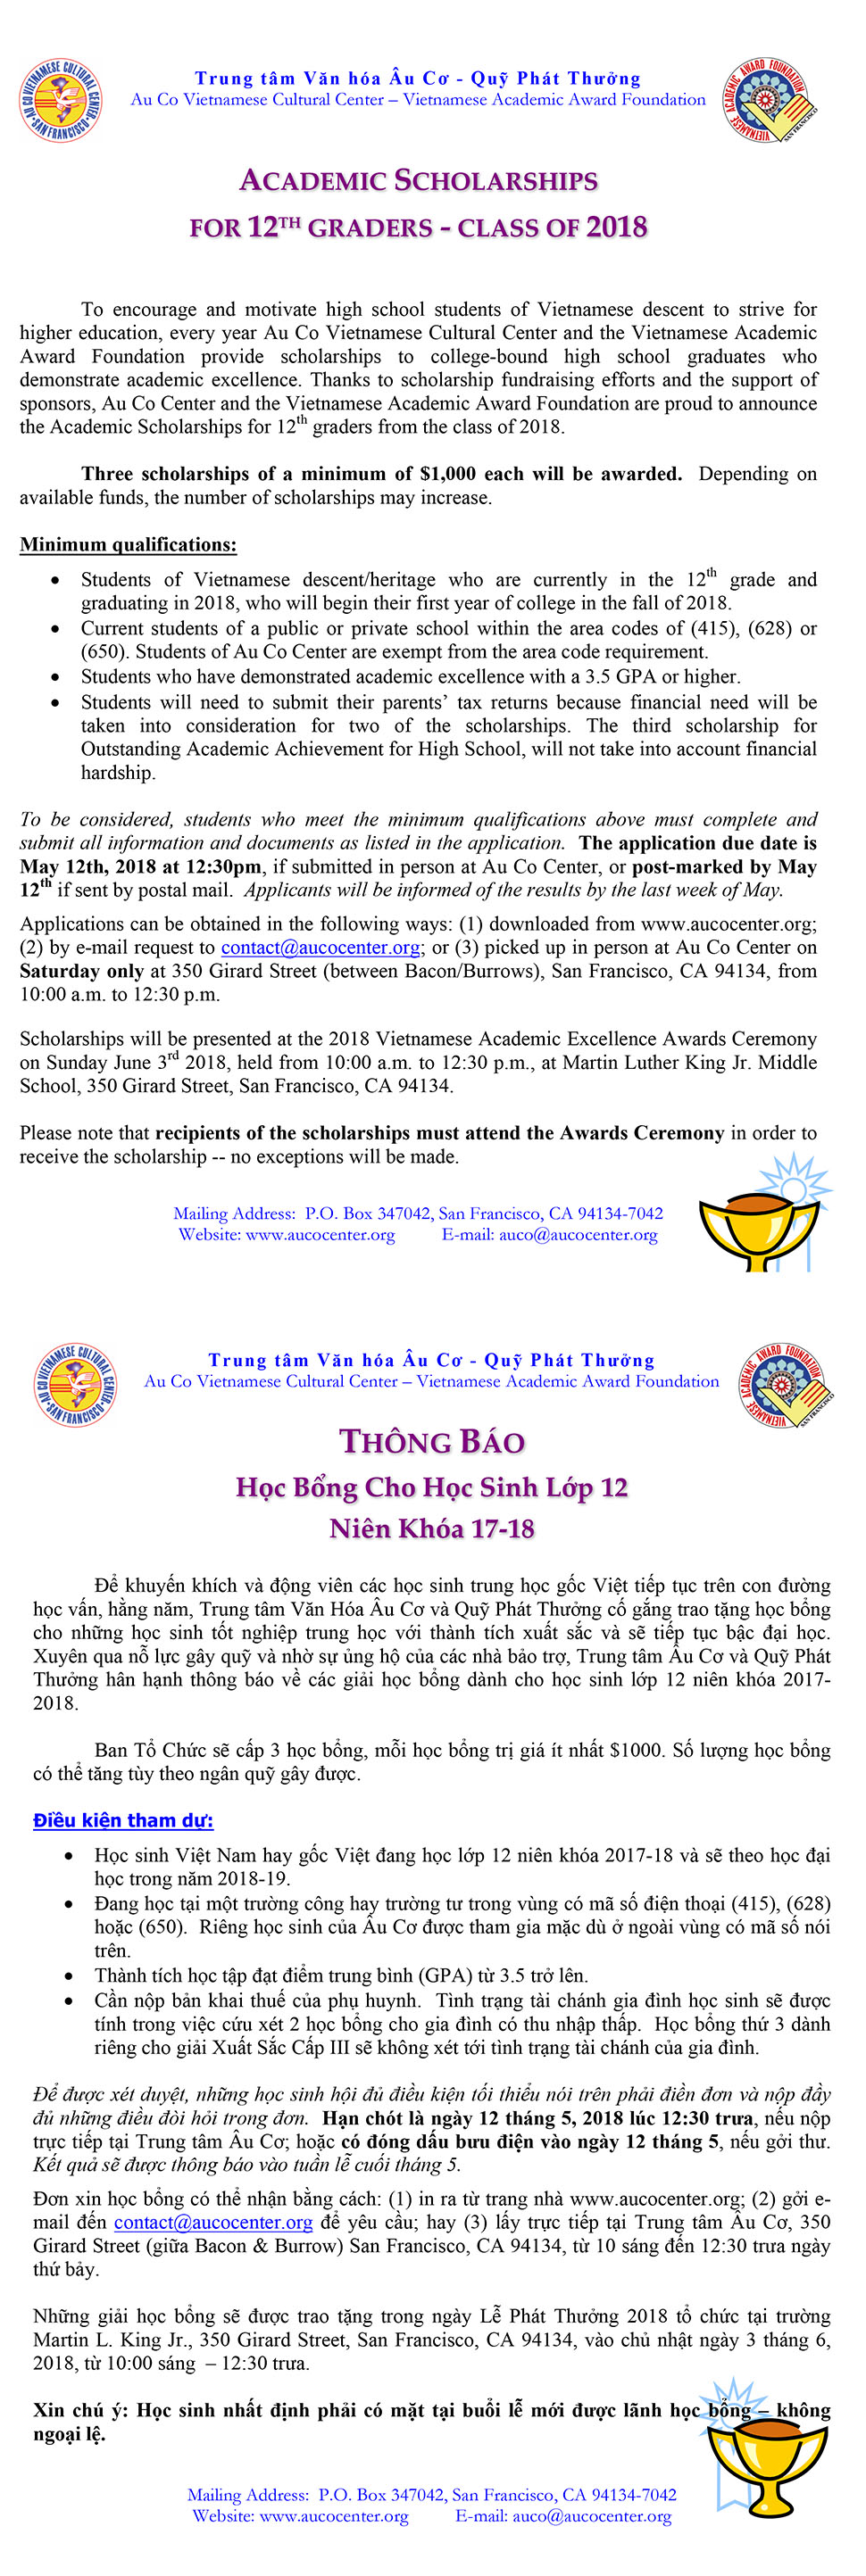 AU CO VIETNAMESE CULTURAL CENTER
SAN FRANCISCO
Trung tâm Văn hóa Âu Cơ - Quỹ Phát Thưởng
Au Co Vietnamese Cultural Center – Vietnamese Academic Award Foundation
VIETNAMESE ACADEMIC AWARD FOUNDATION
SAN FRANCISCO
ACADEMIC SCHOLARSHIPS
FOR 12TH GRADERS – CLASS OF 2018
To encourage and motivate high school students of Vietnamese descent to strive for
higher education, every year Au Co Vietnamese Cultural Center and the Vietnamese Academic
Award Foundation provide scholarships to college-bound high school graduates who
demonstrate academic excellence. Thanks to scholarship fundraising efforts and the support of
sponsors, Au Co Center and the Vietnamese Academic Award Foundation are proud to announce
the Academic Scholarships for 12th graders from the class of 2018.
Three scholarships of a minimum of $1,000 each will be awarded. Depending on
available funds, the number of scholarships may increase.
Minimum qualifications:
• Students of Vietnamese descent/heritage who are currently in the 12th grade and
graduating in 2018, who will begin their first year of college in the fall of 2018.
• Current students of a public or private school within the area codes of (415), (628) or
(650). Students of Au Co Center are exempt from the area code requirement.
• Students who have demonstrated academic excellence with a 3.5 GPA or higher.
• Students will need to submit their parents’ tax returns because financial need will be
taken into consideration for two of the scholarships. The third scholarship for
Outstanding Academic Achievement for High School, will not take into account financial
hardship.
To be considered, students who meet the minimum qualifications above must complete and
submit all information and documents as listed in the application. The application due date is
May 12th, 2018 at 12:30pm, if submitted in person at Au Co Center, or post-marked by May
12th if sent by postal mail. Applicants will be informed of the results by the last week of May.
Applications can be obtained in the following ways: (1) downloaded from www.aucocenter.org;
(2) by e-mail request to contact@aucocenter.org; or (3) picked up in person at Au Co Center on
Saturday only at 350 Girard Street (between Bacon/Burrows), San Francisco, CA 94134, from
10:00 a.m. to 12:30 p.m.
Scholarships will be presented at the 2018 Vietnamese Academic Excellence Awards Ceremony
on Sunday June 3rd 2018, held from 10:00 a.m. to 12:30 p.m., at Martin Luther King Jr. Middle
School, 350 Girard Street, San Francisco, CA 94134.
Please note that recipients of the scholarships must attend the Awards Ceremony in order to
receive the scholarship -- no exceptions will be made.
Mailing Address: P.O. Box 347042, San Francisco, CA 94134-7042
Website: www.aucocenter.org E-mail: auco@aucocenter.org
AU CO VIETNAMESE CULTURAL CENTER
SAN FRANCISCO
Trung tâm Văn hóa Âu Cơ - Quỹ Phát Thưởng
Au Co Vietnamese Cultural Center – Vietnamese Academic Award Foundation
VIETNAMESE ACADEMIC AWARD FOUNDATION
SAN FRANCISCO
THÔNG BÁO
Học Bổng Cho Học Sinh Lớp 12
Niên Khóa 17-18
Để khuyến khích và động viên các học sinh trung học gốc Việt tiếp tục trên con đường
học vấn, hằng năm, Trung tâm Văn Hóa Âu Cơ và Quỹ Phát Thưởng cố gắng trao tặng học bổng
cho những học sinh tốt nghiệp trung học với thành tích xuất sắc và sẽ tiếp tục bậc đại học.
Xuyên qua nỗ lực gây quỹ và nhờ sự ủng hộ của các nhà bảo trợ, Trung tâm Âu Cơ và Quỹ Phát
Thưởng hân hạnh thông báo về các giải học bổng dành cho học sinh lớp 12 niên khóa 2017-
2018.
Ban Tổ Chức sẽ cấp 3 học bổng, mỗi học bổng trị giá ít nhất $1000. Số lượng học bổng
có thể tăng tùy theo ngân quỹ gây được.
Điều kiện tham dự:
• Học sinh Việt Nam hay gốc Việt đang học lớp 12 niên khóa 2017-18 và sẽ theo học đại
học trong năm 2018-19.
• Đang học tại một trường công hay trường tư trong vùng có mã số điện thoại (415), (628)
hoặc (650). Riêng học sinh của Âu Cơ được tham gia mặc dù ở ngoài vùng có mã số nói
trên.
• Thành tích học tập đạt điểm trung bình (GPA) từ 3.5 trở lên.
• Cần nộp bản khai thuế của phụ huynh. Tình trạng tài chánh gia đình học sinh sẽ được
tính trong việc cứu xét 2 học bổng cho gia đình có thu nhập thấp. Học bổng thứ 3 dành
riêng cho giải Xuất Sắc Cấp III sẽ không xét tới tình trạng tài chánh của gia đình.
Để được xét duyệt, những học sinh hội đủ điều kiện tối thiểu nói trên phải điền đơn và nộp đầy
đủ những điều đòi hỏi trong đơn. Hạn chót là ngày 12 tháng 5, 2018 lúc 12:30 trưa, nếu nộp
trực tiếp tại Trung tâm Âu Cơ; hoặc có đóng dấu bưu điện vào ngày 12 tháng 5, nếu gởi thư.
Kết quả sẽ được thông báo vào tuần lễ cuối tháng 5.
Đơn xin học bổng có thể nhận bằng cách: (1) in ra từ trang nhà www.aucocenter.org; (2) gởi e-
mail đến contact@aucocenter.org để yêu cầu; hay (3) lấy trực tiếp tại Trung tâm Âu Cơ, 350
Girard Street (giữa Bacon & Burrow) San Francisco, CA 94134, từ 10 sáng đến 12:30 trưa ngày
thứ bảy.
Những giải học bổng sẽ được trao tặng trong ngày Lễ Phát Thưởng 2018 tổ chức tại trường
Martin L. King Jr., 350 Girard Street, San Francisco, CA 94134, vào chủ nhật ngày 3 tháng 6,
2018, từ 10:00 sáng – 12:30 trưa.
Xin chú ý: Học sinh nhất định phải có mặt tại buổi lễ mới được lãnh học bổng – không
ngoại lệ.
Mailing Address: P.O. Box 347042, San Francisco, CA 94134-7042
Website: www.aucocenter.org E-mail: auco@aucocenter.org